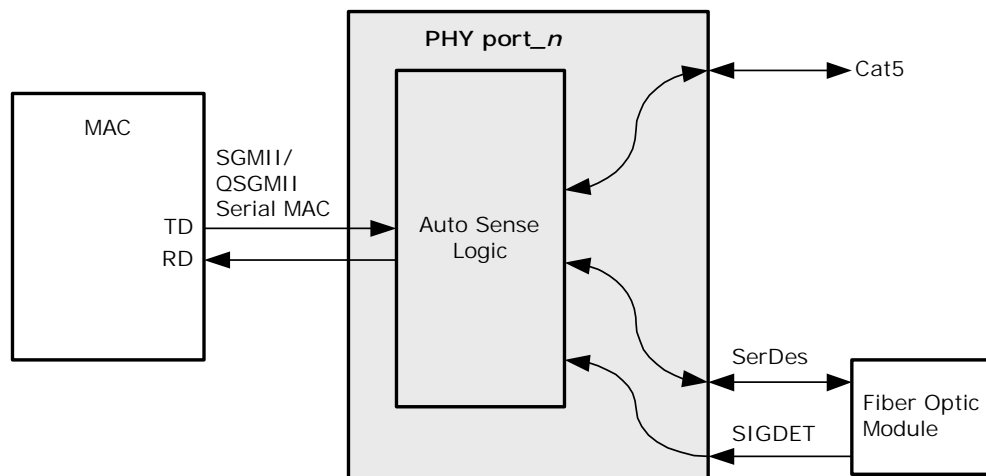 PHY port_n
Cat5
MAC
SGMII/
QSGMII
Serial MAC
TD
RD
Auto Sense
Logic
SerDes
SIGDET
Fiber Optic
Module